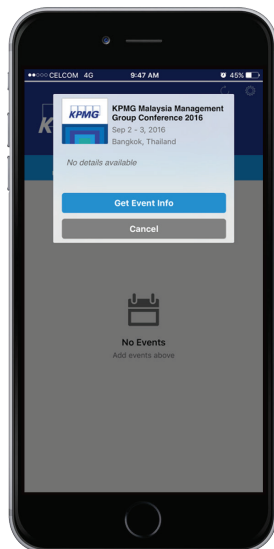 ●●○○○ CELCOM 4G 9:47 AM 45%
KPMG
KPMG Malaysia Management
Group Conference 2016
Sep 2 - 3, 2016
Bangkok, Thailand
No details available
Get Event Info
Cancel
No Events
Add events above